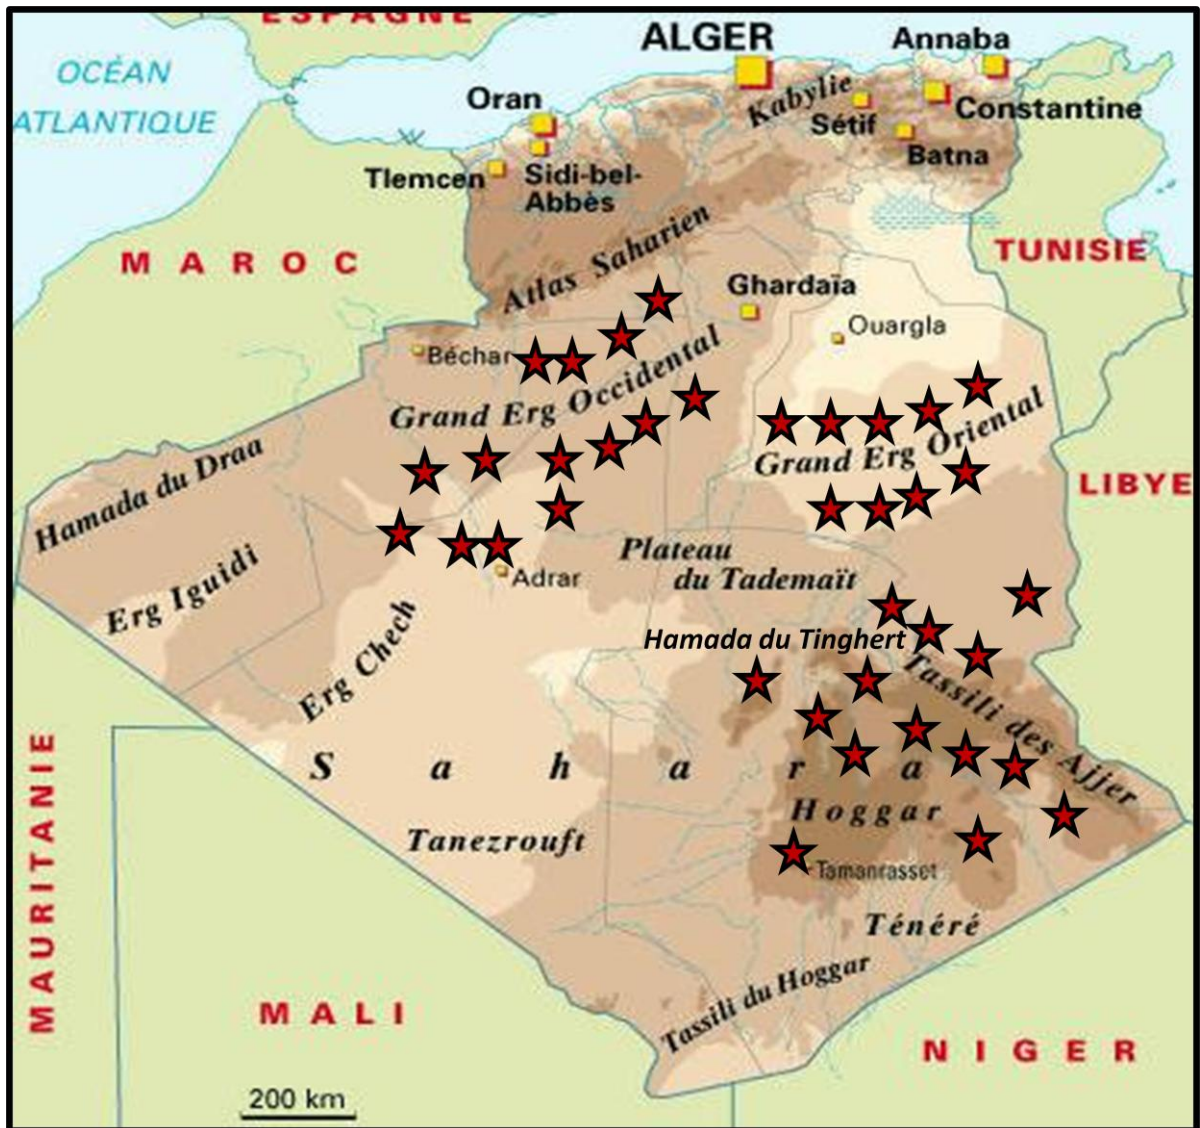 ESPAGNE
ALGER
Annaba
OCÉAN
ATLANTIQUE
Oran
Kabylie
Constantine
Sétif
Batna
Tlemcen
Sidi-bel-
Abbès
MAROC
Atlas Saharien
TUNISIE
Ghardaïa
Ouargla
Béchar
Grand Erg Occidental
Grand Erg Oriental
Hamada du Draa
LIBYE
Erg Iguidi
Adrar
Plateau
du Tademaït
Erg Chech
Hamada du Tinghert
Tassili des Ajjer
Sahara
Hoggar
Tanezrouft
Tamanrasset
MAURITANIE
Ténéré
Tassili du Hoggar
MALI
NIGER
200 km